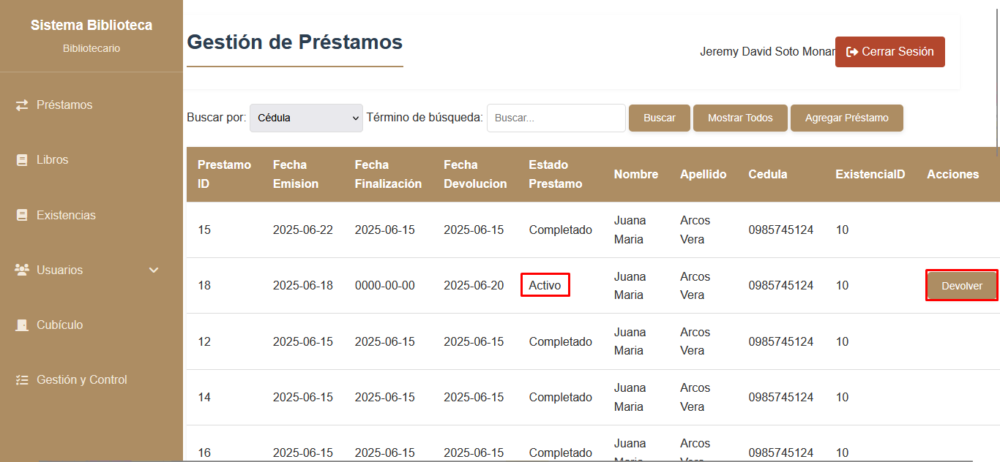 Sistema Biblioteca
Bibliotecario
Préstamos
Libros
Existencias
Usuarios
Cubículo
Gestión y Control
Gestión de Préstamos
Jeremy David Soto Monar
Cerrar Sesión
Buscar por: Cédula Término de búsqueda: Buscar... Buscar Mostrar Todos Agregar Préstamo
Prestamo ID Fecha Emision Fecha Finalización Fecha Devolucion Estado Prestamo Nombre Apellido Cedula ExistenciaID Acciones
15 2025-06-22 2025-06-15 2025-06-15 Completado Juana Maria Arcos Vera 0985745124 10
18 2025-06-18 0000-00-00 2025-06-20 Activo Juana Maria Arcos Vera 0985745124 10 Devolver
12 2025-06-15 2025-06-15 2025-06-15 Completado Juana Maria Arcos Vera 0985745124 10
14 2025-06-15 2025-06-15 2025-06-15 Completado Juana Maria Arcos Vera 0985745124 10
16 2025-06-15 2025-06-15 2025-06-15 Completado Juana Maria Arcos Vera 0985745124 10